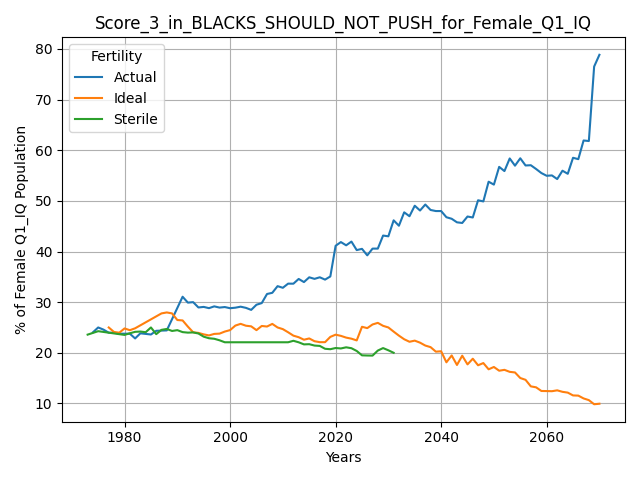 Score_3_in_BLACKS_SHOULD_NOT_PUSH_for_Female_Q1_IQ
Fertility
Actual
Ideal
Sterile
% of Female Q1_IQ Population
80
70
60
50
40
30
20
10
1980 2000 2020 2040 2060
Years